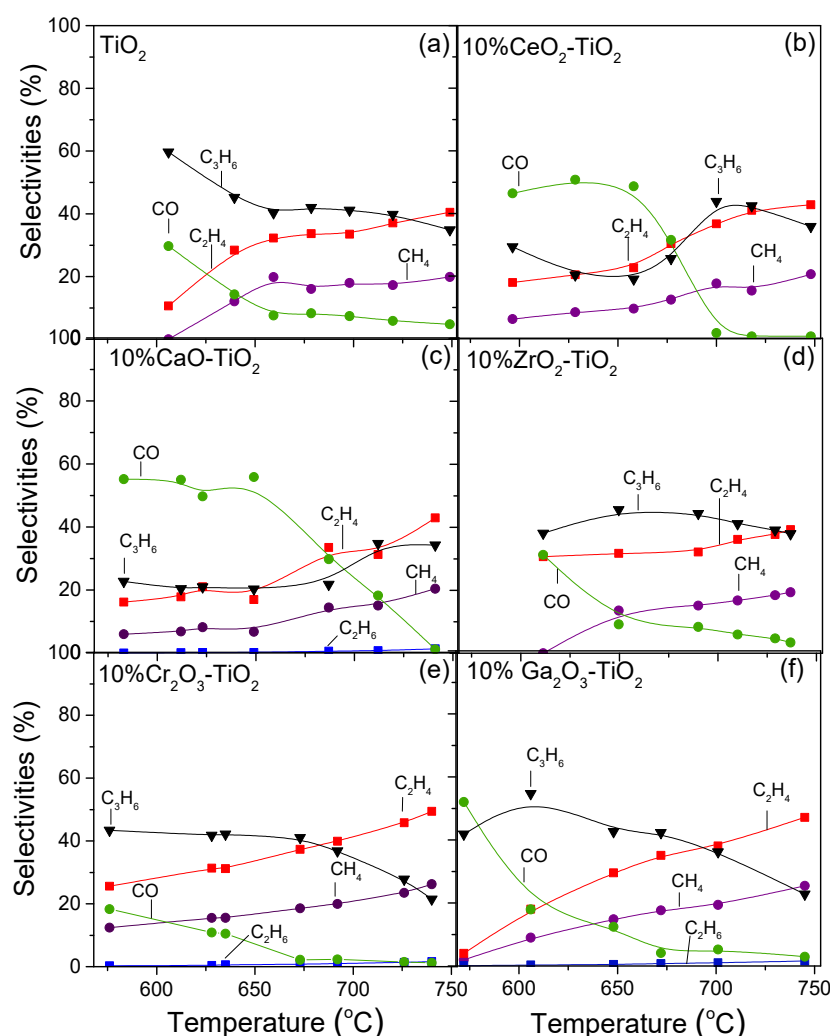 TiO₂ (a)
10%CeO₂-TiO₂ (b)
Selectivities (%)
100
80
60
40
20
100
0
C₃H₆
CO
C₂H₄
CH₄
CO
C₂H₄
C₃H₆
CH₄
10%CaO-TiO₂ (c)
10%ZrO₂-TiO₂ (d)
Selectivities (%)
80
60
40
20
100
0
CO
C₃H₆
C₂H₄
CH₄
C₂H₆
C₃H₆
C₂H₄
CO
CH₄
10%Cr₂O₃-TiO₂ (e)
10% Ga₂O₃-TiO₂ (f)
Selectivities (%)
80
60
40
20
0
C₃H₆
CO
C₂H₆
CH₄
C₂H₄
C₃H₆
CO
C₂H₄
CH₄
C₂H₆
600 650 700 750
600 650 700 750
Temperature (°C)
Temperature (°C)